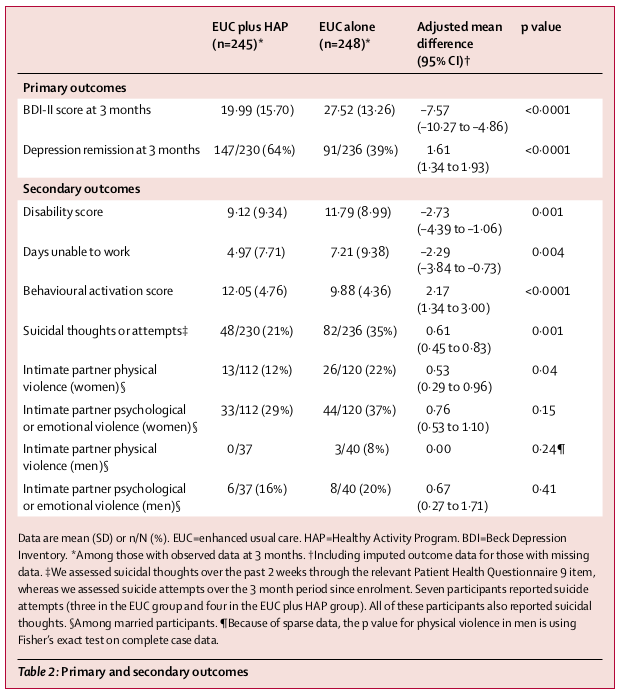 EUC plus HAP EUC alone Adjusted mean p value
(n=245)* (n=248)* difference
(95% CI)†
Primary outcomes
BDI-II score at 3 months 19·99 (15·70) 27·52 (13·26) –7·57 <0·0001
(–10·27 to –4·86)
Depression remission at 3 months 147/230 (64%) 91/236 (39%) 1·61 <0·0001
(1·34 to 1·93)
Secondary outcomes
Disability score 9·12 (9·34) 11·79 (8·99) –2·73 0·001
(–4·39 to –1·06)
Days unable to work 4·97 (7·71) 7·21 (9·38) –2·29 0·004
(–3·84 to –0·73)
Behavioural activation score 12·05 (4·76) 9·88 (4·36) 2·17 <0·0001
(1·34 to 3·00)
Suicidal thoughts or attempts‡ 48/230 (21%) 82/236 (35%) 0·61 0·001
(0·45 to 0·83)
Intimate partner physical 13/112 (12%) 26/120 (22%) 0·53 0·04
violence (women)§ (0·29 to 0·96)
Intimate partner psychological 33/112 (29%) 44/120 (37%) 0·76 0·15
or emotional violence (women)§ (0·53 to 1·10)
Intimate partner physical 0/37 3/40 (8%) 0·00 0·24¶
violence (men)§
Intimate partner psychological 6/37 (16%) 8/40 (20%) 0·67 0·41
or emotional violence (men)§ (0·27 to 1·71)
Data are mean (SD) or n/N (%). EUC=enhanced usual care. HAP=Healthy Activity Program. BDI=Beck Depression
Inventory. *Among those with observed data at 3 months. †Including imputed outcome data for those with missing
data. ‡We assessed suicidal thoughts over the past 2 weeks through the relevant Patient Health Questionnaire 9 item,
whereas we assessed suicide attempts over the 3 month period since enrolment. Seven participants reported suicide
attempts (three in the EUC group and four in the EUC plus HAP group). All of these participants also reported suicidal
thoughts. §Among married participants. ¶Because of sparse data, the p value for physical violence in men is using
Fisher's exact test on complete case data.
Table 2: Primary and secondary outcomes